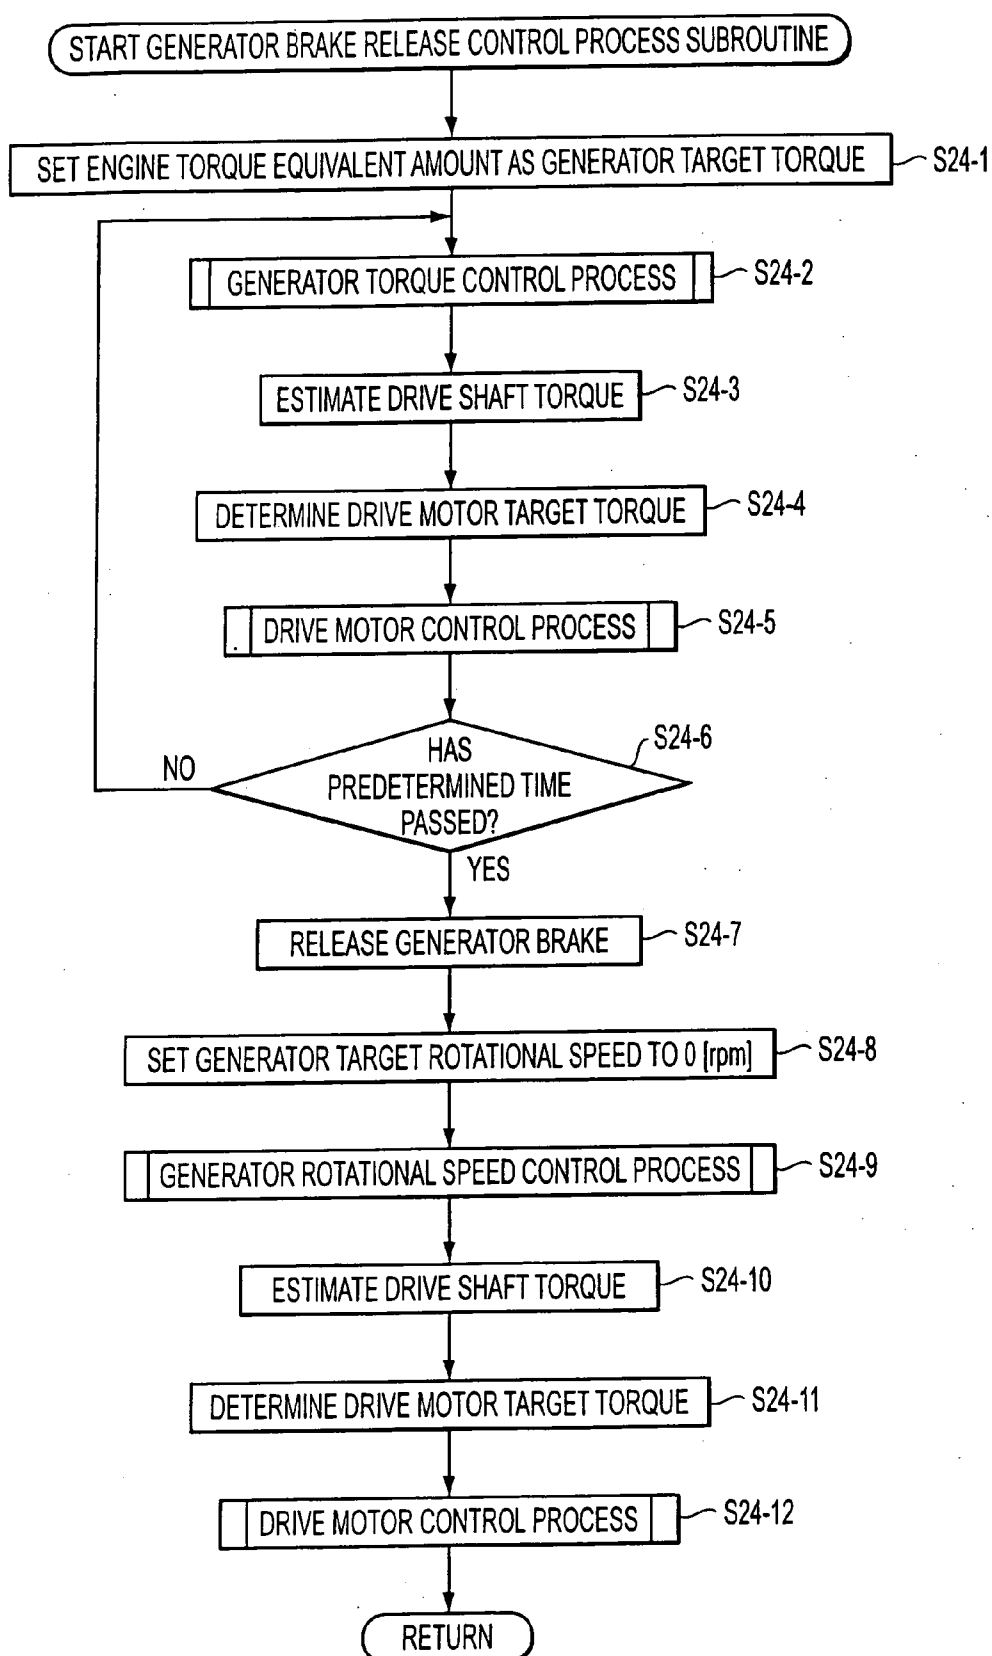 START GENERATOR BRAKE RELEASE CONTROL PROCESS SUBROUTINE
SET ENGINE TORQUE EQUIVALENT AMOUNT AS GENERATOR TARGET TORQUE
S24-1
GENERATOR TORQUE CONTROL PROCESS
S24-2
ESTIMATE DRIVE SHAFT TORQUE
S24-3
DETERMINE DRIVE MOTOR TARGET TORQUE
S24-4
DRIVE MOTOR CONTROL PROCESS
S24-5
HAS
PREDETERMINED TIME
PASSED?
S24-6
NO
YES
RELEASE GENERATOR BRAKE
S24-7
SET GENERATOR TARGET ROTATIONAL SPEED TO 0 [rpm]
S24-8
GENERATOR ROTATIONAL SPEED CONTROL PROCESS
S24-9
ESTIMATE DRIVE SHAFT TORQUE
S24-10
DETERMINE DRIVE MOTOR TARGET TORQUE
S24-11
DRIVE MOTOR CONTROL PROCESS
S24-12
RETURN